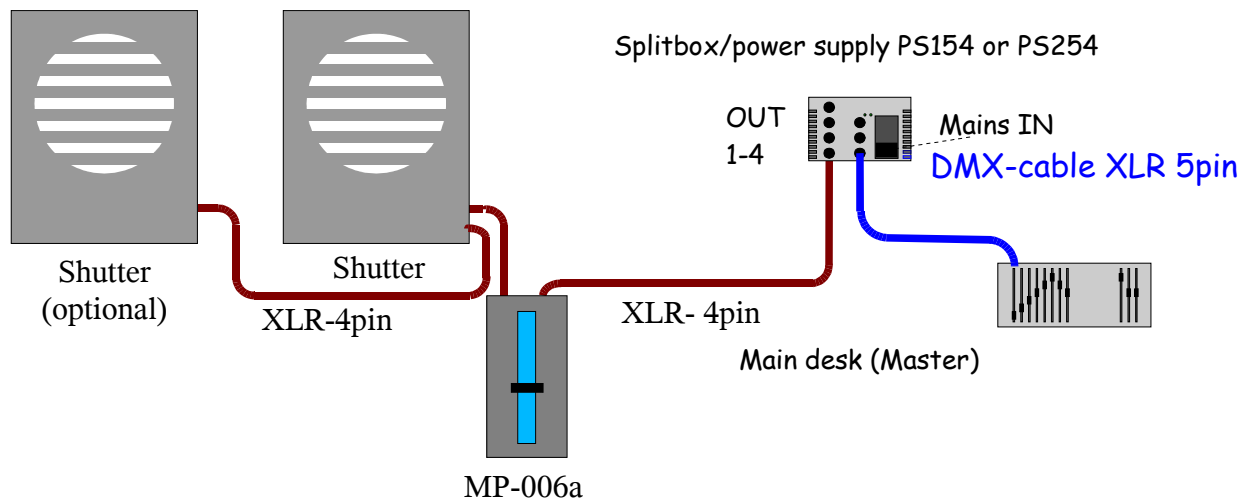 Splitbox/power supply PS154 or PS254
OUT
1-4
Mains IN
DMX-cable XLR 5pin
Shutter
(optional)
Shutter
XLR-4pin
XLR- 4pin
Main desk (Master)
MP-006a